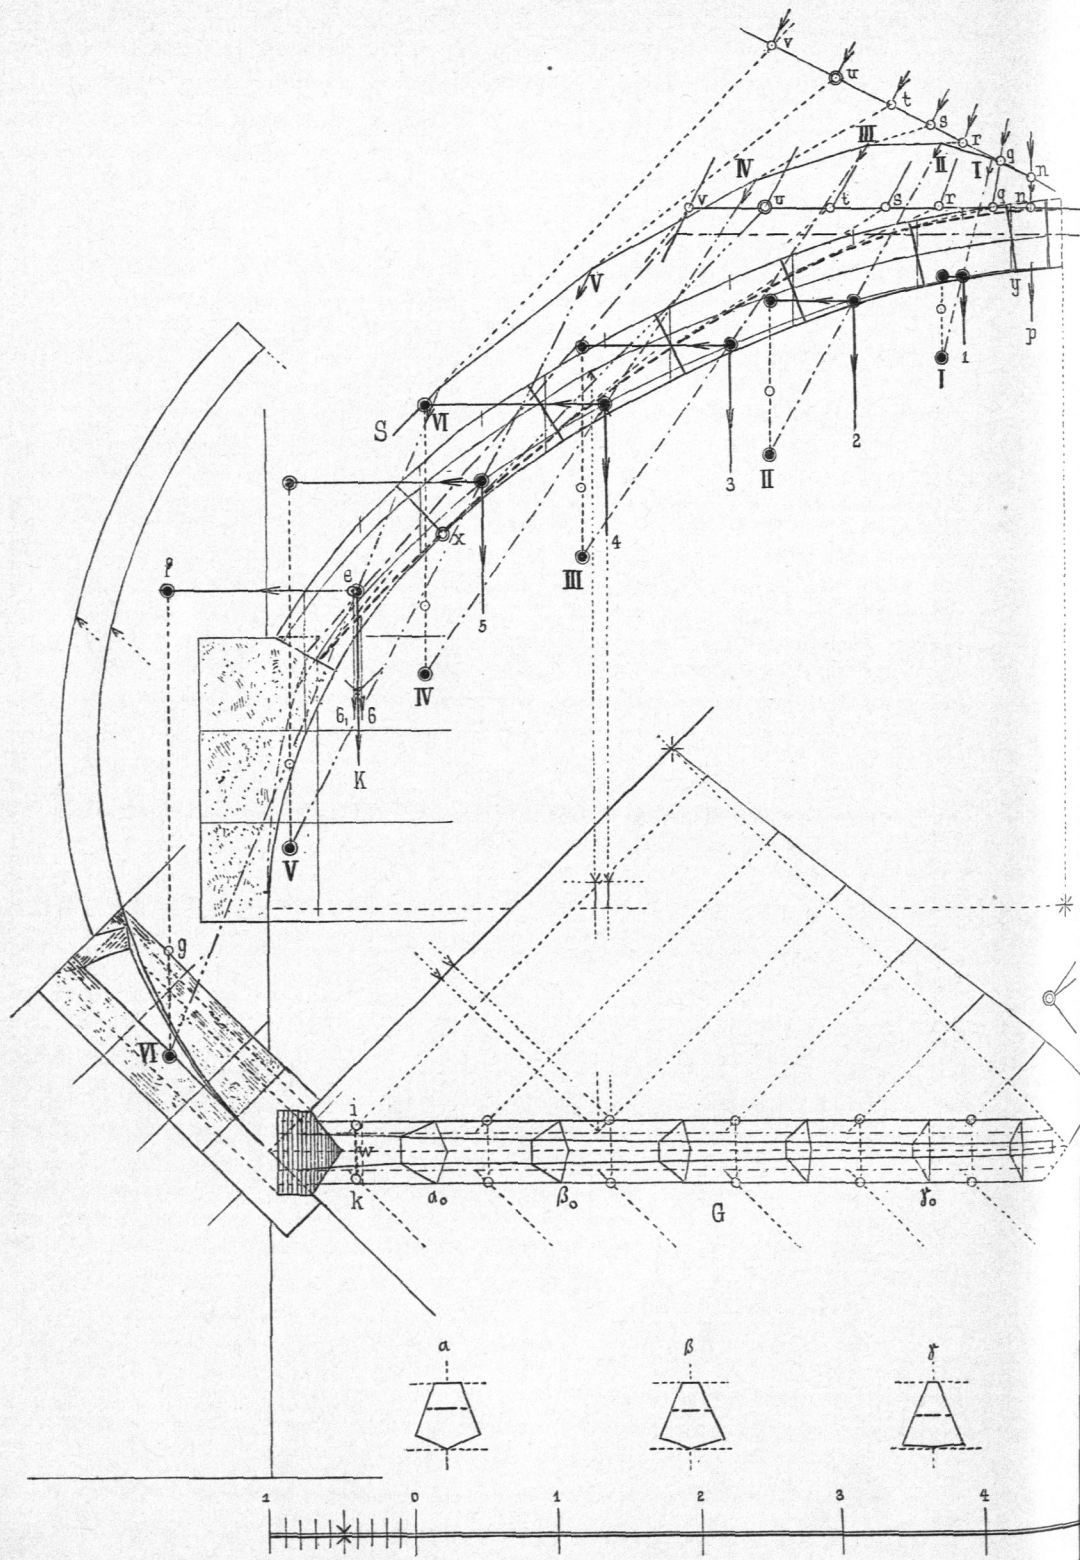 v
u
t
s
III r
II I q n
IV
v u t s r q n
V
y
1 p
I
S VI 2
3 II
x
4
f e III
5
IV
6, 6
K
V
g
VI
i
w
k α₀ β₀ G γ₀
α β γ
1 0 1 2 3 4